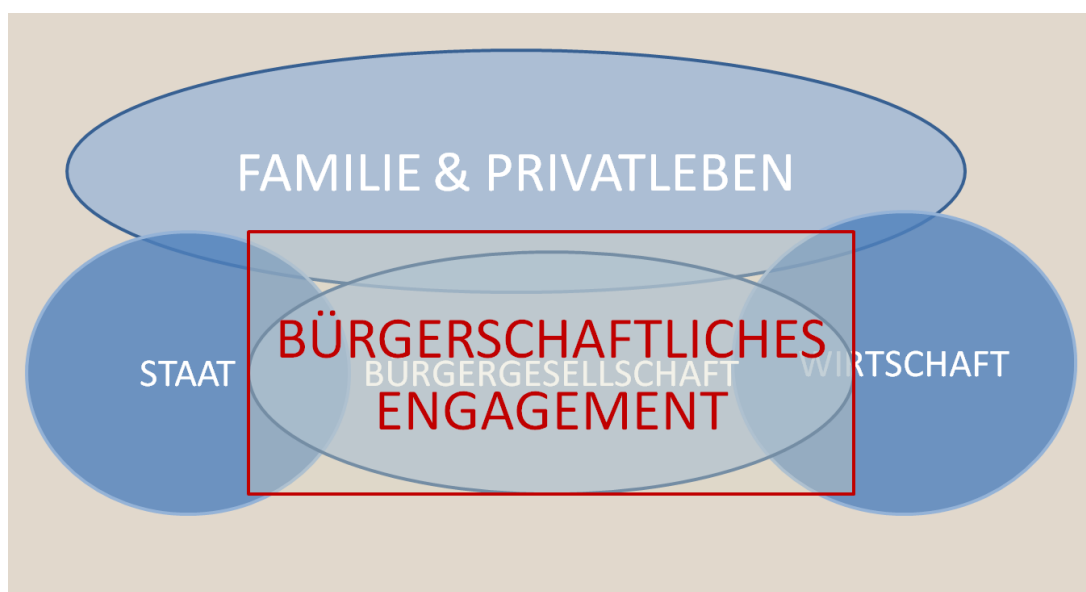 FAMILIE & PRIVATLEBEN
BÜRGERSCHAFTLICHES
ENGAGEMENT
STAAT
BÜRGERGESELLSCHAFT
WIRTSCHAFT